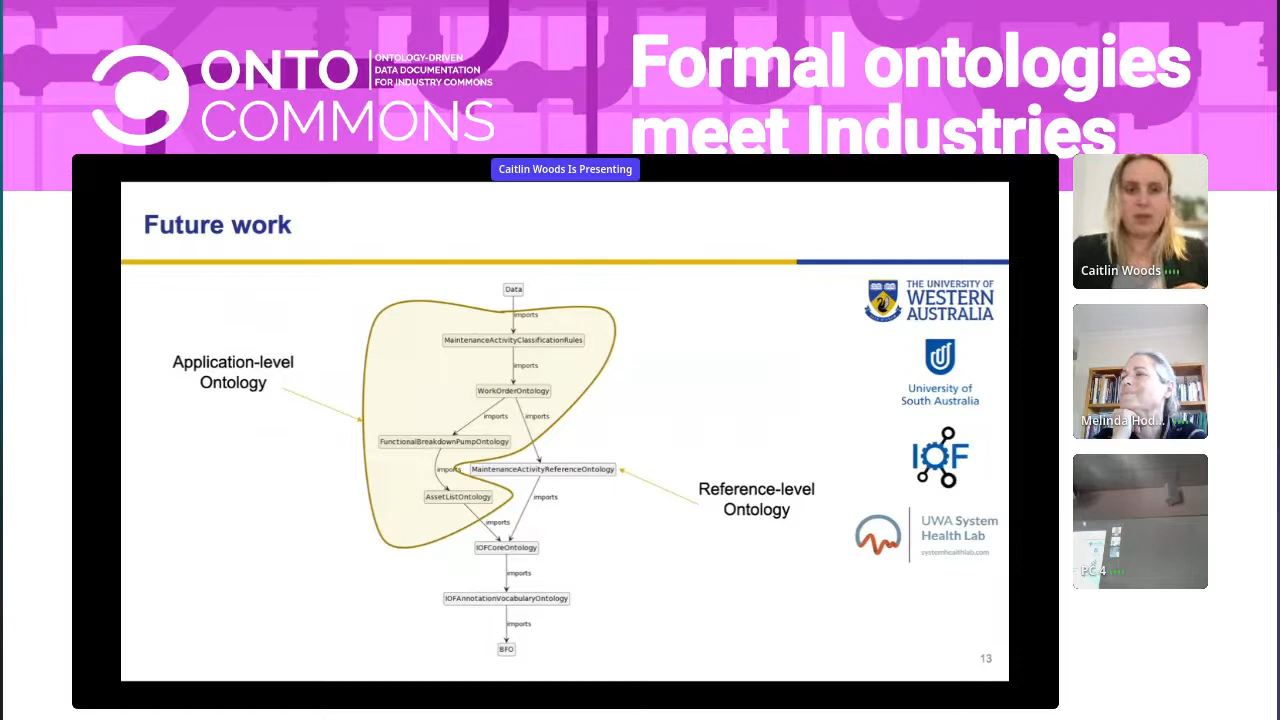 ONTO
COMMONS
ONTOLOGY-DRIVEN
DATA DOCUMENTATION
FOR INDUSTRY COMMONS
Formal ontologies
meet Industries
Caitlin Woods Is Presenting
Future work
Data
imports
MaintenanceActivityClassificationRules
imports
WorkOrderOntology
imports
imports
FunctionalBreakdownPumpOntology
imports
MaintenanceActivityReferenceOntology
AssetListOntology
imports
imports
IOFCoreOntology
imports
IOFAnnotationVocabularyOntology
imports
BFO
Application-level
Ontology
Reference-level
Ontology
THE UNIVERSITY OF
WESTERN
AUSTRALIA
University of
South Australia
IOF
UWA System
Health Lab
systemhealthlab.com
13
Caitlin Woods
Melinda Hod...
PC 4